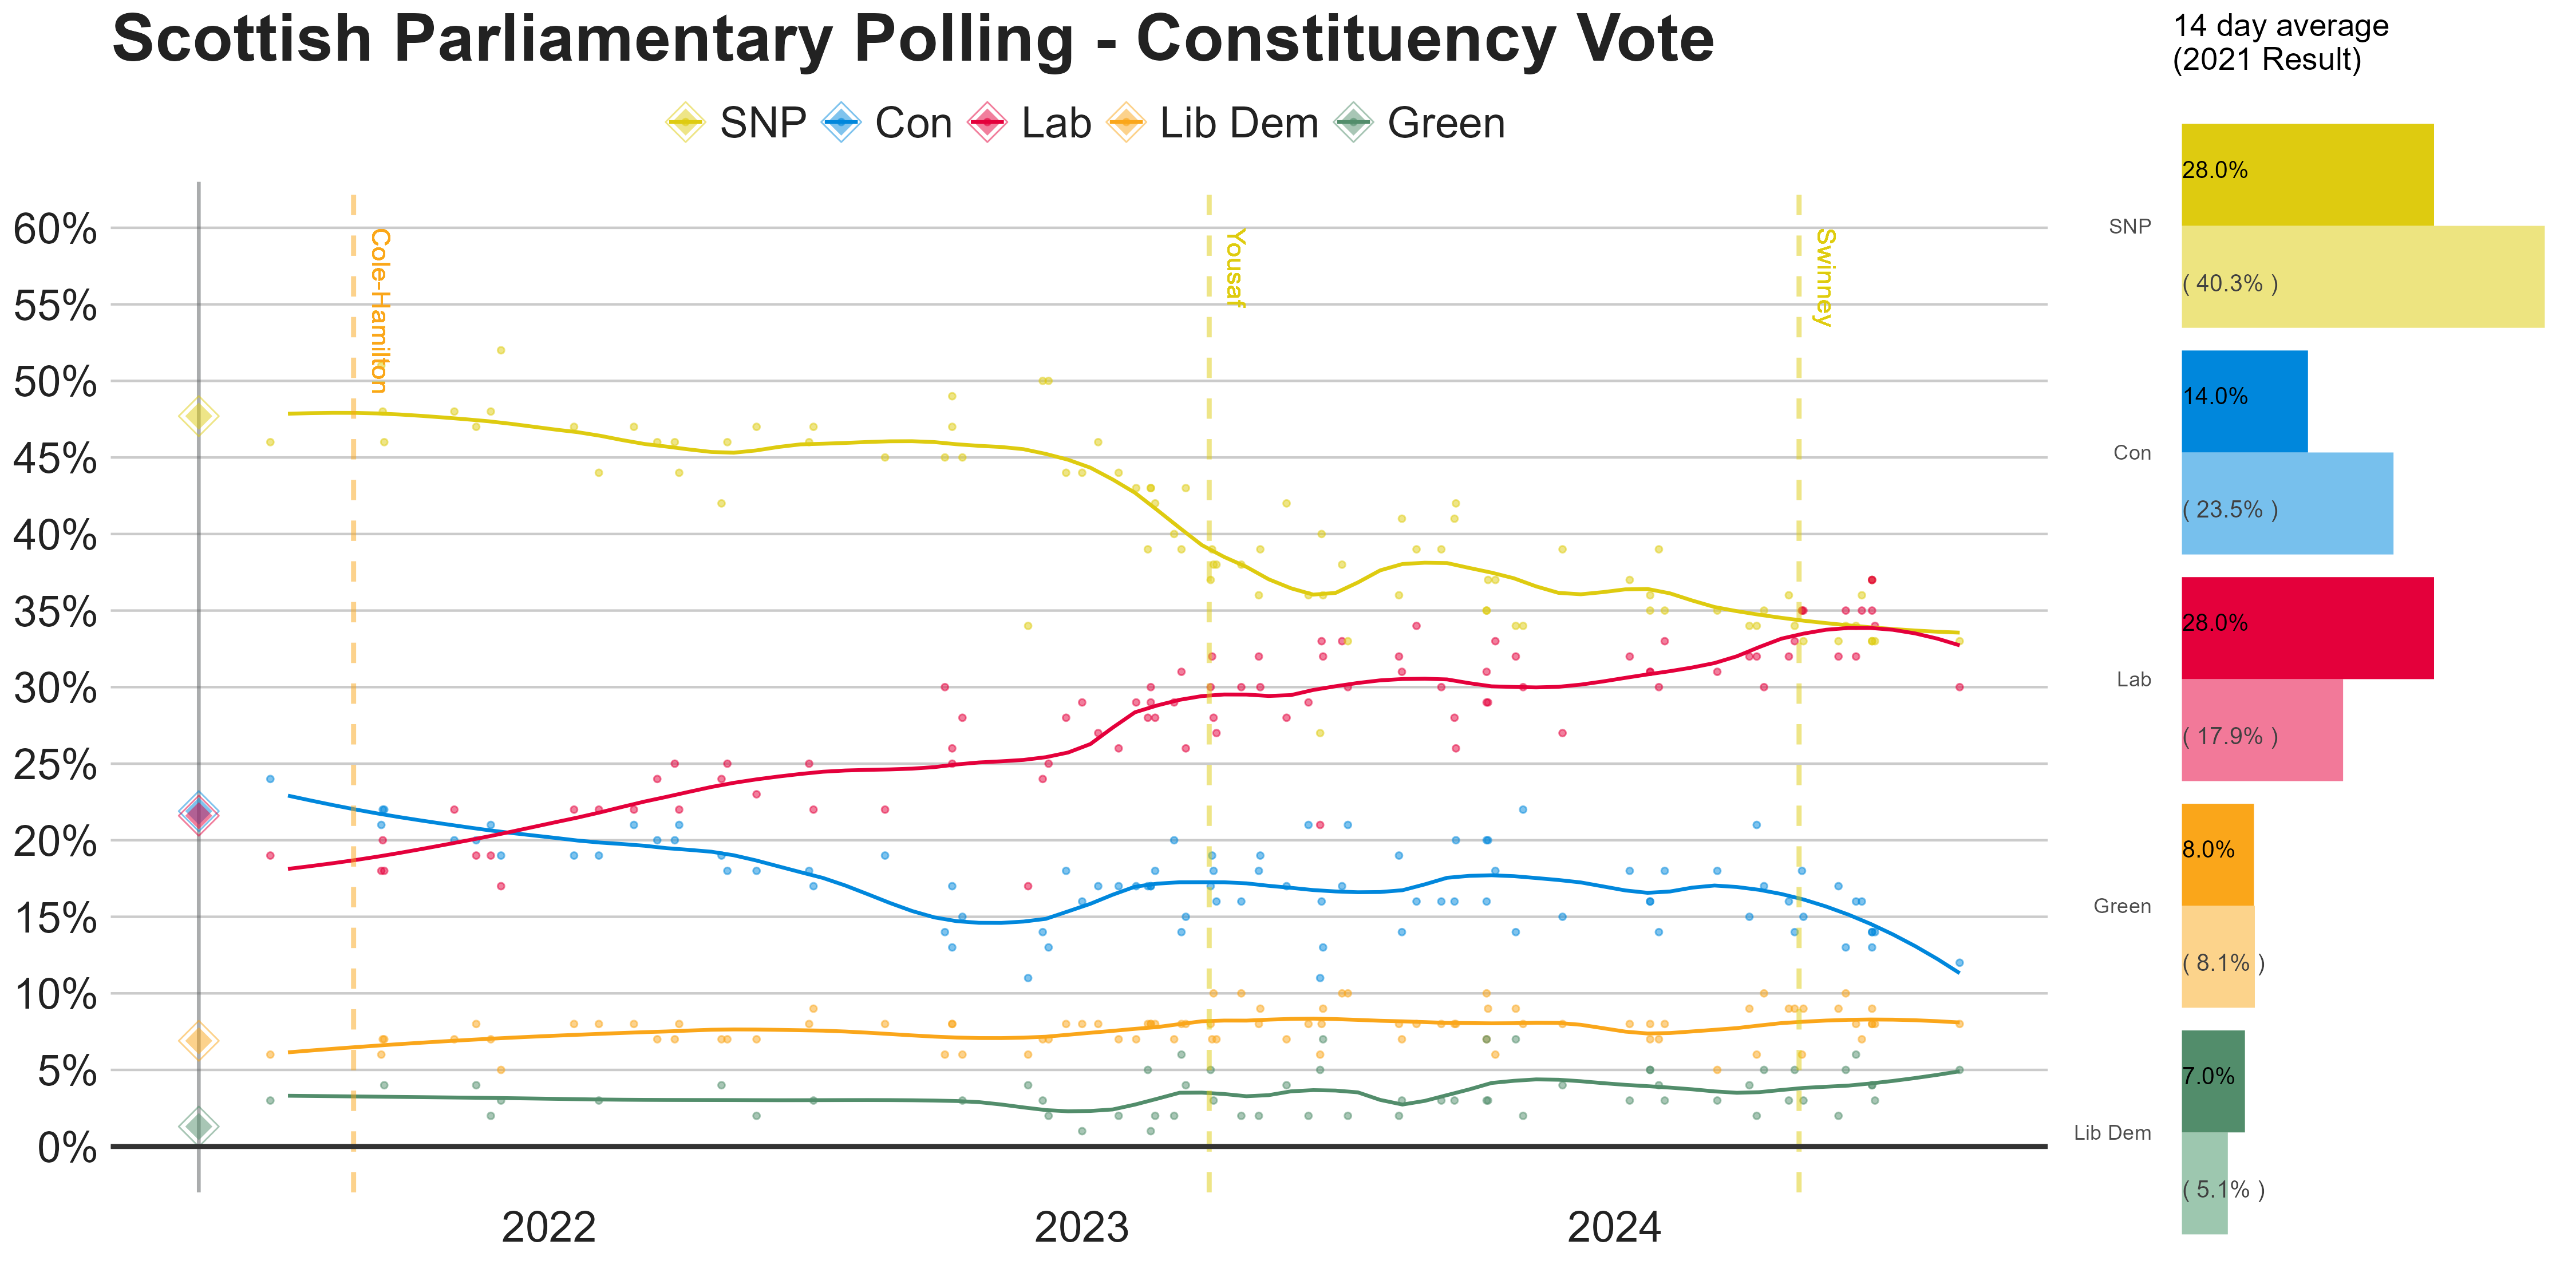 Scottish Parliamentary Polling - Constituency Vote
14 day average
(2021 Result)
SNP Con Lab Lib Dem Green
60%
55%
50%
45%
40%
35%
30%
25%
20%
15%
10%
5%
0%
Cole-Hamilton
Yousaf
Swinney
2022 2023 2024
SNP
28.0%
( 40.3% )
Con
14.0%
( 23.5% )
Lab
28.0%
( 17.9% )
Green
8.0%
( 8.1% )
Lib Dem
7.0%
( 5.1% )